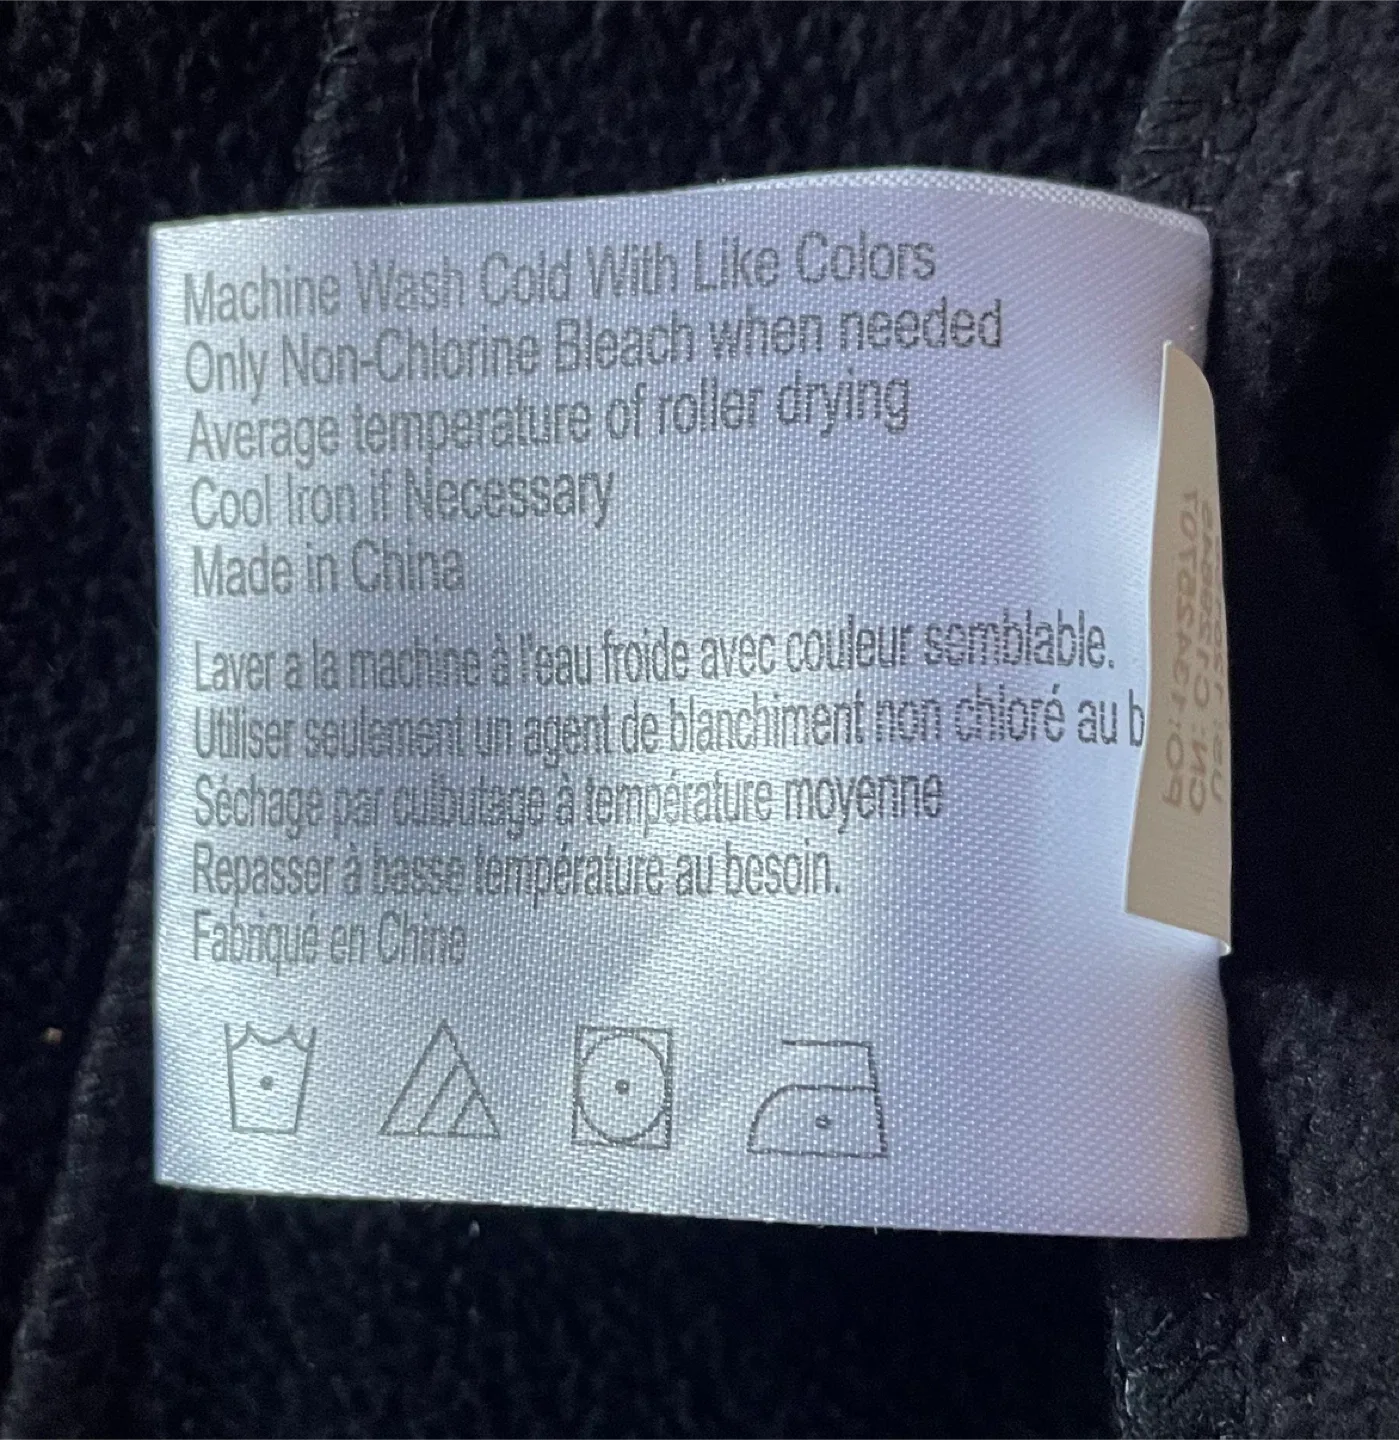 Machine Wash Cold With Like Colors
Only Non-Chlorine Bleach when needed
Average temperature of roller drying
Cool Iron if Necessary
Made in China
Laver a la machine à l'eau froide avec couleur semblable.
Utiliser seulement un agent de blanchiment non chloré au b
Séchage par culbutage à température moyenne
Repasser à basse température au besoin.
Fabriqué en Chine